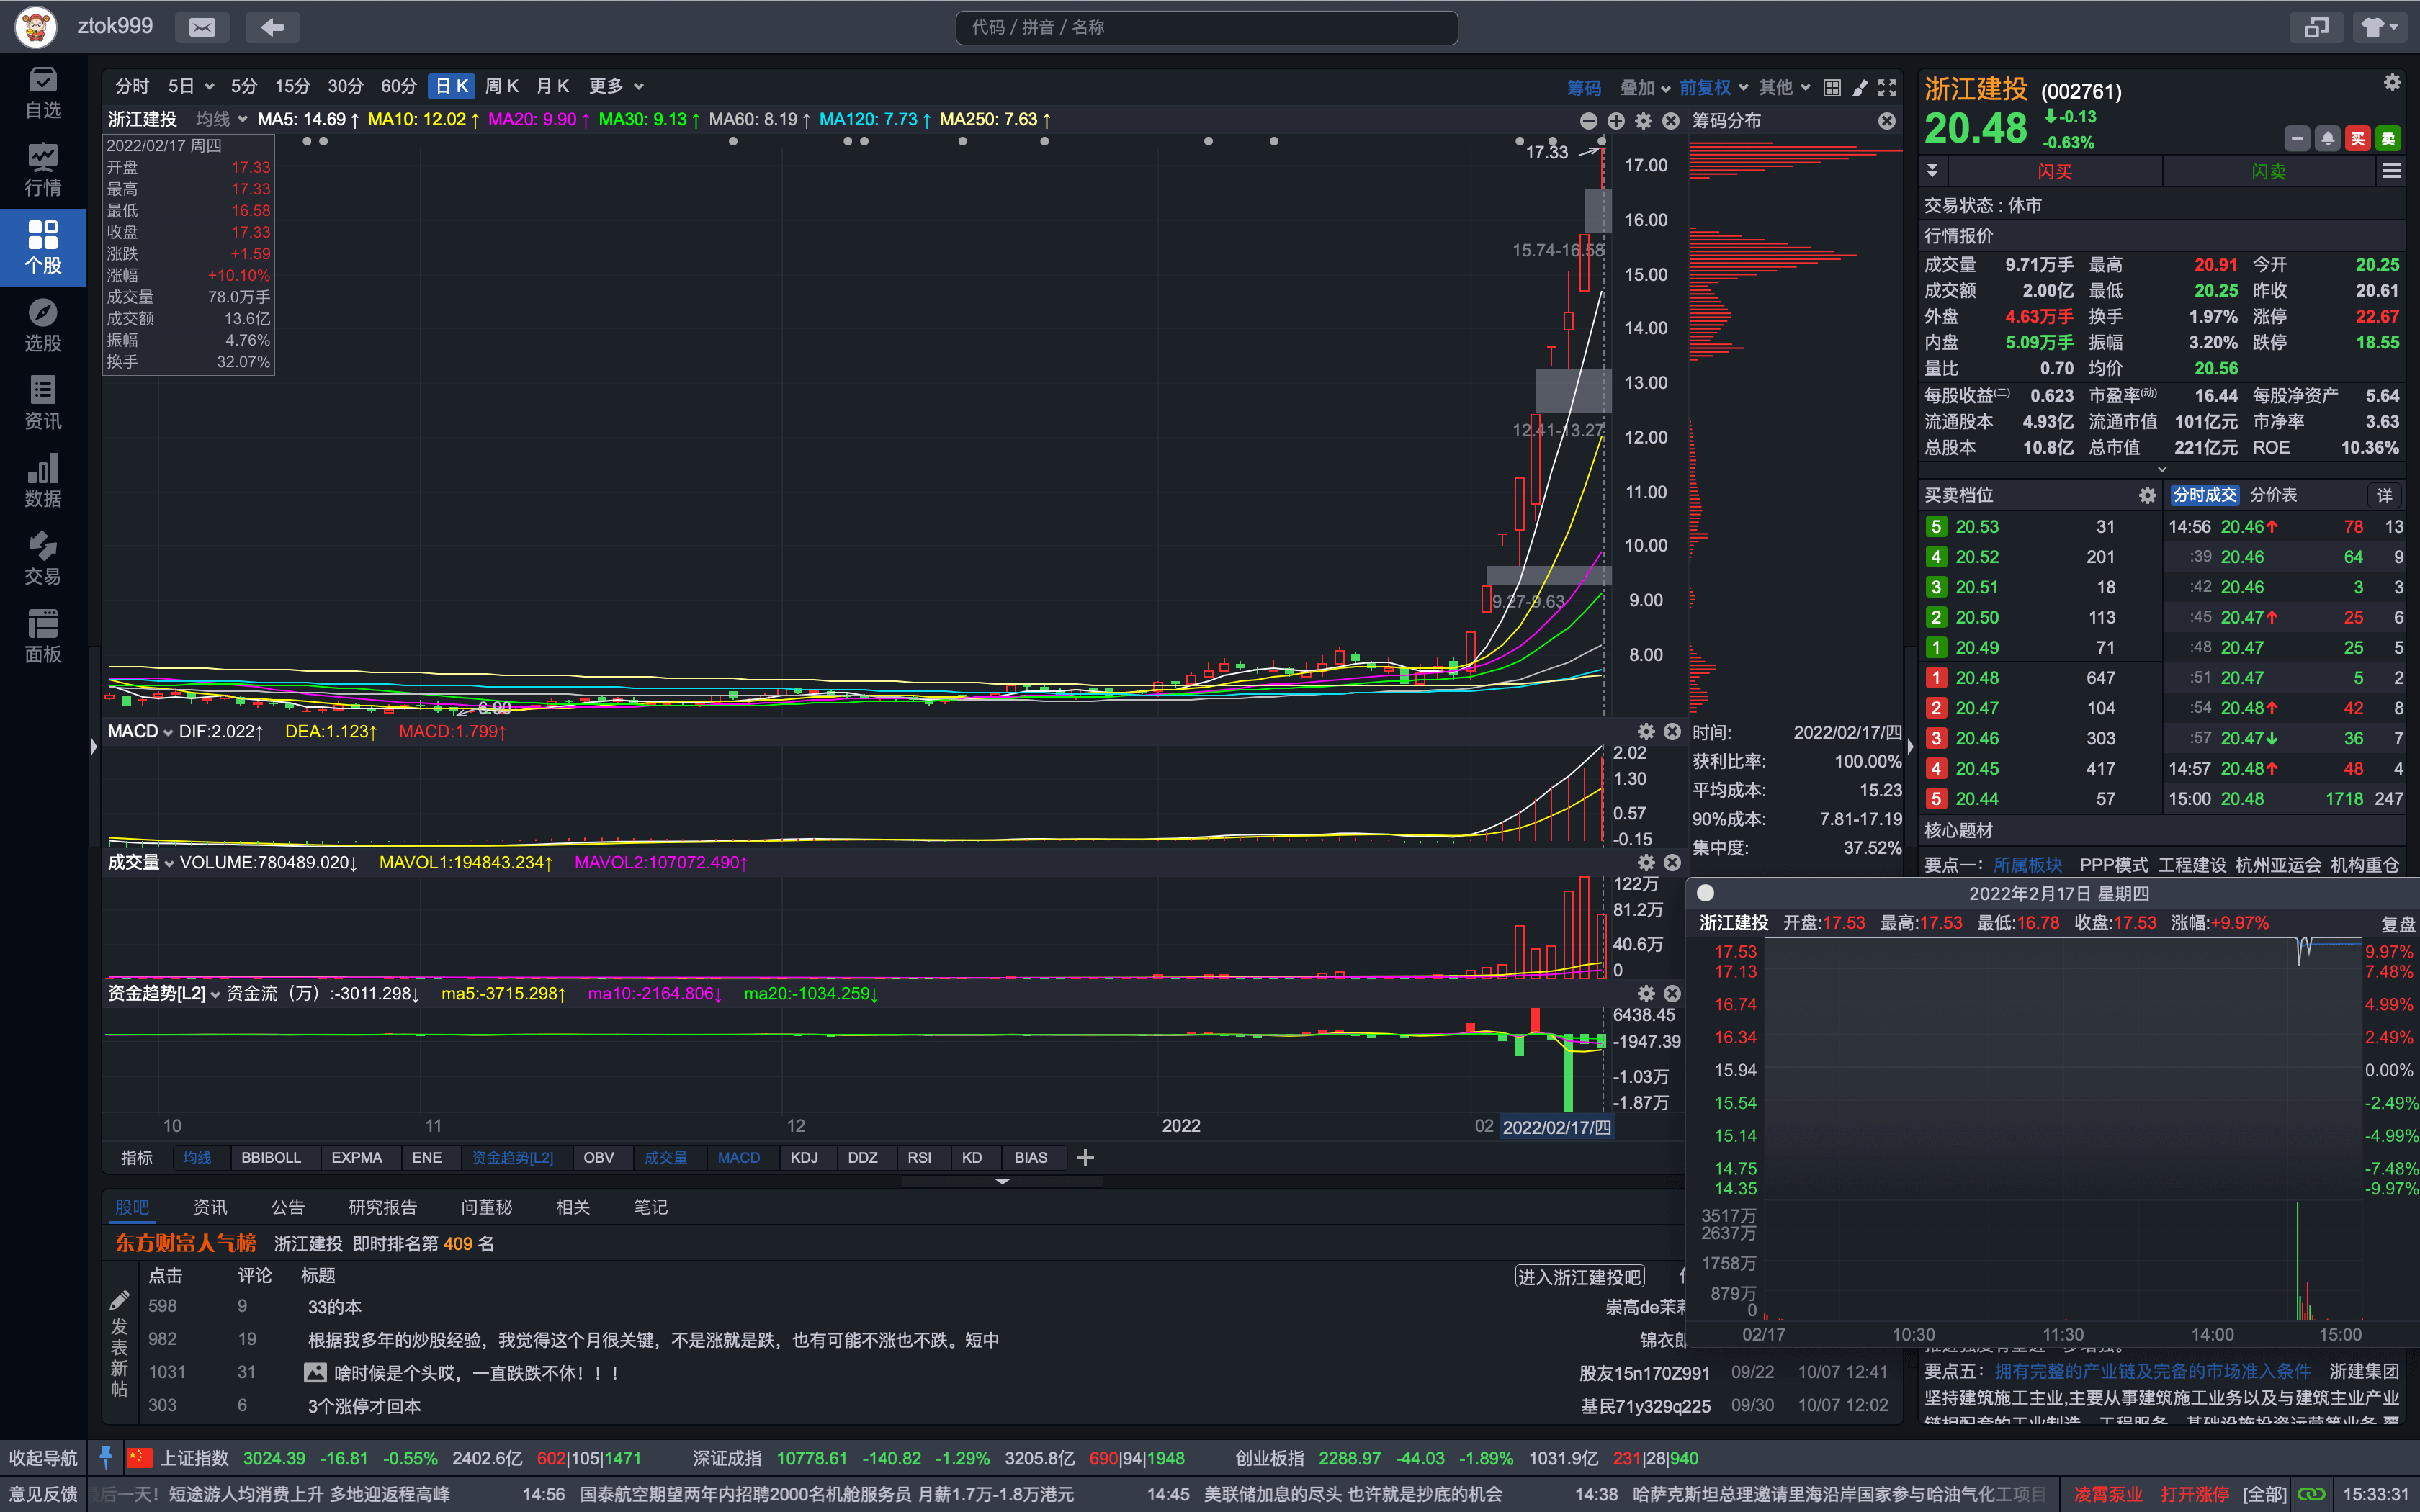 ztok999
代码 / 拼音 / 名称
自选
行情
个股
选股
资讯
数据
交易
面板
分时 5日 5分 15分 30分 60分 日K 周K 月K 更多
筹码 叠加 前复权 其他
浙江建投 均线 MA5: 14.69↑ MA10: 12.02↑ MA20: 9.90↑ MA30: 9.13↑ MA60: 8.19↑ MA120: 7.73↑ MA250: 7.63↑
筹码分布
2022/02/17 周四
开盘 17.33
最高 17.33
最低 16.58
收盘 17.33
涨跌 +1.59
涨幅 +10.10%
成交量 78.0万手
成交额 13.6亿
振幅 4.76%
换手 32.07%
17.33
15.74-16.58
12.41-13.27
9.27-9.63
6.90
17.00
16.00
15.00
14.00
13.00
12.00
11.00
10.00
9.00
8.00
MACD DIF:2.022↑ DEA:1.123↑ MACD:1.799↑
2.02
1.30
0.57
-0.15
成交量 VOLUME:780489.020↓ MAVOL1:194843.234↑ MAVOL2:107072.490↑
122万
81.2万
40.6万
0
资金趋势[L2] 资金流（万）:-3011.298↓ ma5:-3715.298↑ ma10:-2164.806↓ ma20:-1034.259↓
6438.45
-1947.39
-1.03万
-1.87万
10 11 12 2022 02 2022/02/17/四
时间: 2022/02/17/四
获利比率: 100.00%
平均成本: 15.23
90%成本: 7.81-17.19
集中度: 37.52%
指标 均线 BBIBOLL EXPMA ENE 资金趋势[L2] OBV 成交量 MACD KDJ DDZ RSI KD BIAS
股吧 资讯 公告 研究报告 问董秘 相关 笔记
东方财富人气榜 浙江建投 即时排名第 409 名
点击 评论 标题
进入浙江建投吧
发表新帖
598 9 33的本 崇高de茉莉
982 19 根据我多年的炒股经验，我觉得这个月很关键，不是涨就是跌，也有可能不涨也不跌。短中 锦衣郎
1031 31 啥时候是个头哎，一直跌跌不休！！！ 股友15n170Z991 09/22 10/07 12:41
303 6 3个涨停才回本 基民71y329q225 09/30 10/07 12:02
浙江建投 (002761)
20.48 -0.13
-0.63%
买 卖
闪买 闪卖
交易状态 : 休市
行情报价
成交量 9.71万手 最高 20.91 今开 20.25
成交额 2.00亿 最低 20.25 昨收 20.61
外盘 4.63万手 换手 1.97% 涨停 22.67
内盘 5.09万手 振幅 3.20% 跌停 18.55
量比 0.70 均价 20.56
每股收益(二) 0.623 市盈率(动) 16.44 每股净资产 5.64
流通股本 4.93亿 流通市值 101亿元 市净率 3.63
总股本 10.8亿 总市值 221亿元 ROE 10.36%
买卖档位 分时成交 分价表 详
5 20.53 31 14:56 20.46↑ 78 13
4 20.52 201 :39 20.46 64 9
3 20.51 18 :42 20.46 3 3
2 20.50 113 :45 20.47↑ 25 6
1 20.49 71 :48 20.47 25 5
1 20.48 647 :51 20.47 5 2
2 20.47 104 :54 20.48↑ 42 8
3 20.46 303 :57 20.47↓ 36 7
4 20.45 417 14:57 20.48↑ 48 4
5 20.44 57 15:00 20.48 1718 247
核心题材
要点一: 所属板块 PPP模式 工程建设 杭州亚运会 机构重仓
2022年2月17日 星期四
浙江建投 开盘:17.53 最高:17.53 最低:16.78 收盘:17.53 涨幅:+9.97% 复盘
17.53 9.97%
17.13 7.48%
16.74 4.99%
16.34 2.49%
15.94 0.00%
15.54 -2.49%
15.14 -4.99%
14.75 -7.48%
14.35 -9.97%
3517万
2637万
1758万
879万
0
02/17 10:30 11:30 14:00 15:00
要点五: 拥有完整的产业链及完备的市场准入条件 浙建集团
坚持建筑施工主业,主要从事建筑施工业务以及与建筑主业产业
收起导航 上证指数 3024.39 -16.81 -0.55% 2402.6亿 602|105|1471 深证成指 10778.61 -140.82 -1.29% 3205.8亿 690|94|1948 创业板指 2288.97 -44.03 -1.89% 1031.9亿 231|28|940
意见反馈 后一天！短途游人均消费上升 多地迎返程高峰 14:56 国泰航空期望两年内招聘2000名机舱服务员 月薪1.7万-1.8万港元 14:45 美联储加息的尽头 也许就是抄底的机会 14:38 哈萨克斯坦总理邀请里海沿岸国家参与哈油气化工项目 凌霄泵业 打开涨停 [全部] 15:33:31